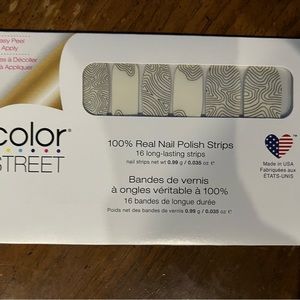 Easy Peel
Apply
à Décoller
à Appliquer
color
STREET
100% Real Nail Polish Strips
16 long-lasting strips
nail strips net wt 0.99 g / 0.035 oz
Bandes de vernis
à ongles véritable à 100%
16 bandes de longue durée
Poids net des bandes de vernis 0.99 g / 0.035 oz
Made in USA
Fabriquées aux
ÉTATS-UNIS